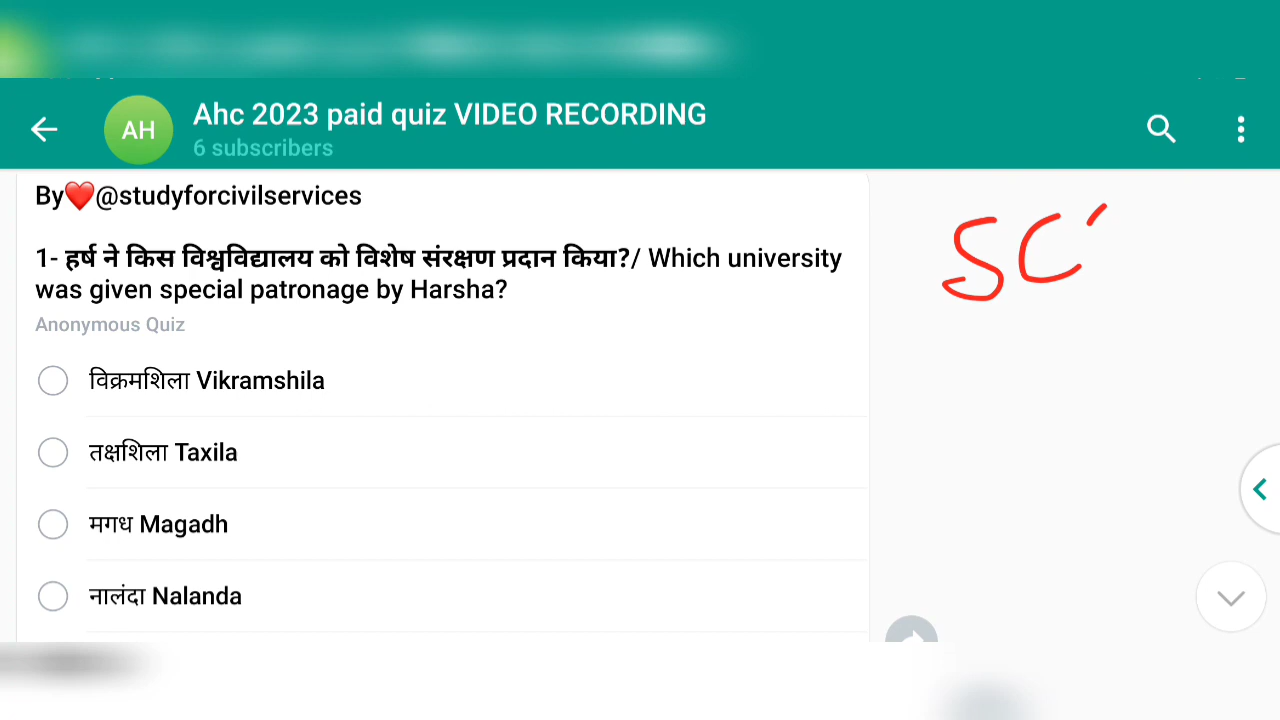 AH
Ahc 2023 paid quiz VIDEO RECORDING
6 subscribers
By❤️@studyforcivilservices
1- हर्ष ने किस विश्वविद्यालय को विशेष संरक्षण प्रदान किया?/ Which university
was given special patronage by Harsha?
Anonymous Quiz
विक्रमशिला Vikramshila
तक्षशिला Taxila
मगध Magadh
नालंदा Nalanda
SC